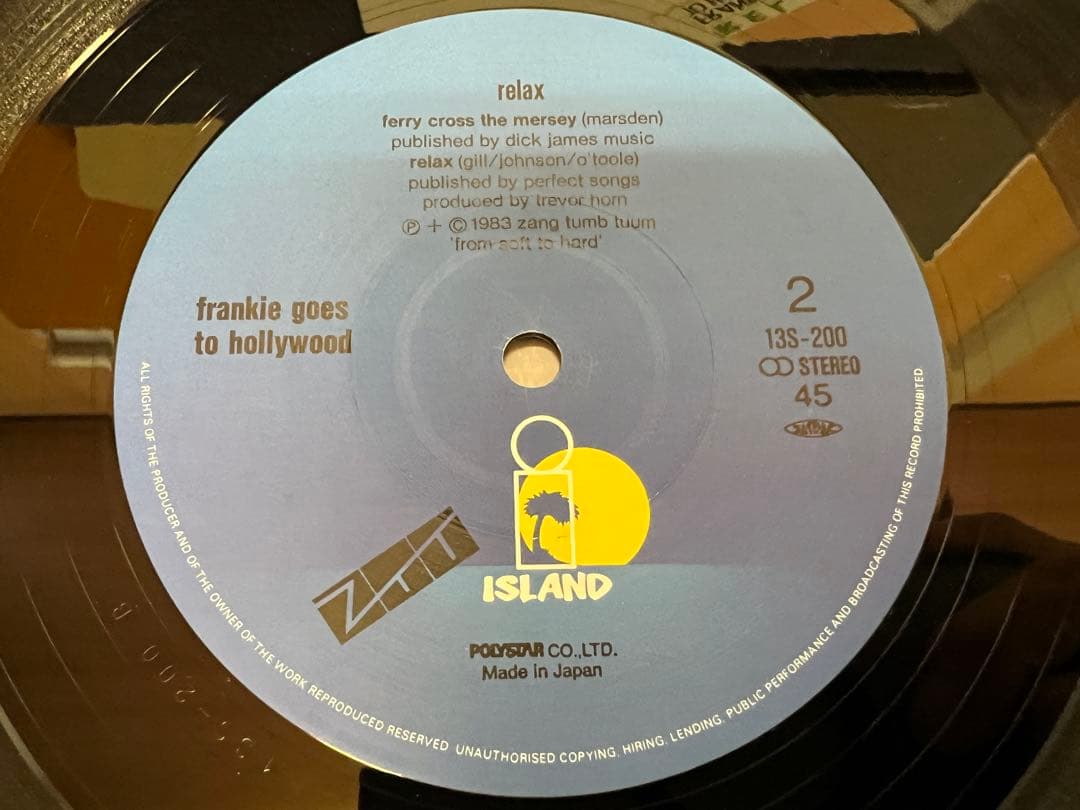 relax
ferry cross the mersey (marsden)
published by dick james music
relax (gill/johnson/o'toole)
published by perfect songs
produced by trevor horn
℗ + © 1983 zang tumb tuum
'from soft to hard'
frankie goes
to hollywood
2
13S-200
STEREO
45
ZTT
i
ISLAND
POLYSTAR CO.,LTD.
Made in Japan
ALL RIGHTS OF THE PRODUCER AND OF THE OWNER OF THE WORK REPRODUCED RESERVED UNAUTHORISED COPYING, HIRING, LENDING, PUBLIC PERFORMANCE AND BROADCASTING OF THIS RECORD PROHIBITED
13S-200 B